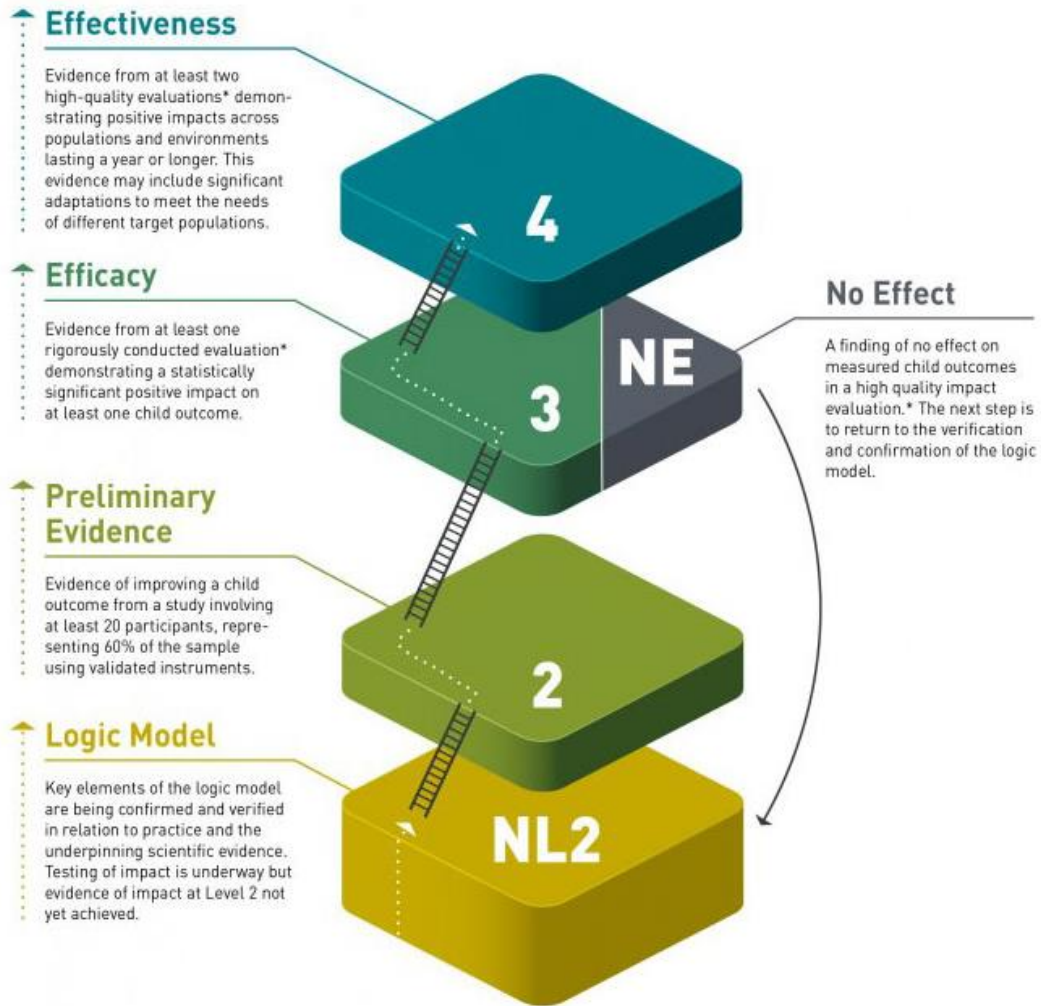 Effectiveness
Evidence from at least two
high-quality evaluations* demon-
strating positive impacts across
populations and environments
lasting a year or longer. This
evidence may include significant
adaptations to meet the needs
of different target populations.
4
Efficacy
Evidence from at least one
rigorously conducted evaluation*
demonstrating a statistically
significant positive impact on
at least one child outcome.
3
NE
No Effect
A finding of no effect on
measured child outcomes
in a high quality impact
evaluation.* The next step is
to return to the verification
and confirmation of the logic
model.
Preliminary
Evidence
Evidence of improving a child
outcome from a study involving
at least 20 participants, repre-
senting 60% of the sample
using validated instruments.
2
Logic Model
Key elements of the logic model
are being confirmed and verified
in relation to practice and the
underpinning scientific evidence.
Testing of impact is underway but
evidence of impact at Level 2 not
yet achieved.
NL2